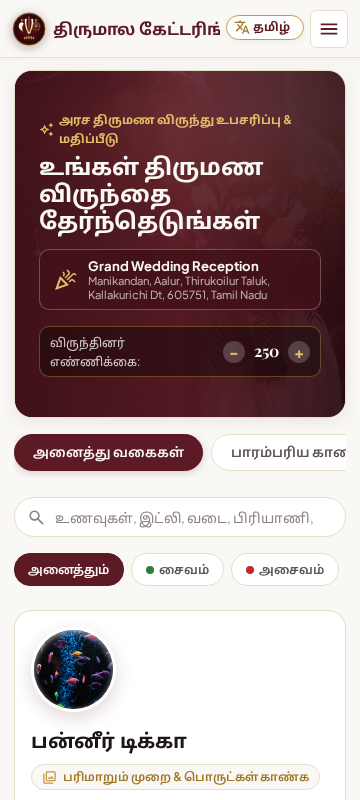 திருமால கேட்டரிங்
தமிழ்
அரச திருமண விருந்து உபசரிப்பு &
மதிப்பீடு
உங்கள் திருமண
விருந்தை
தேர்ந்தெடுங்கள்
Grand Wedding Reception
Manikandan, Aalur, Thirukoilur Taluk,
Kallakurichi Dt, 605751, Tamil Nadu
விருந்தினர்
எண்ணிக்கை:
− 250 +
அனைத்து வகைகள்
பாரம்பரிய
உணவுகள், இட்லி, வடை, பிரியாணி,
அனைத்தும்
சைவம்
அசைவம்
பன்னீர் டிக்கா
பரிமாறும் முறை & பொருட்கள் காண்க